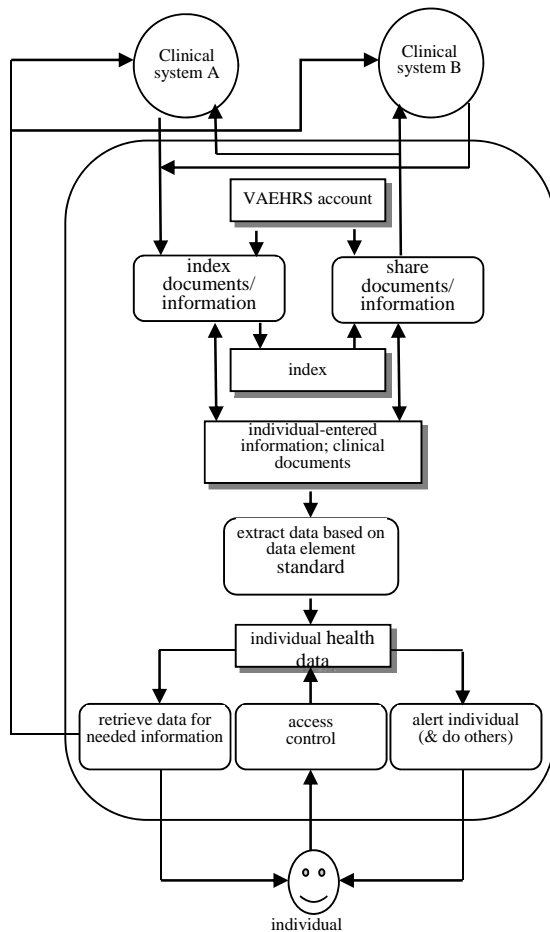 Clinical
system A
Clinical
system B
VAEHRS account
index
documents/
information
share
documents/
information
index
individual-entered
information; clinical
documents
extract data based on
data element
standard
individual health
data
retrieve data for
needed information
access
control
alert individual
(& do others)
individual